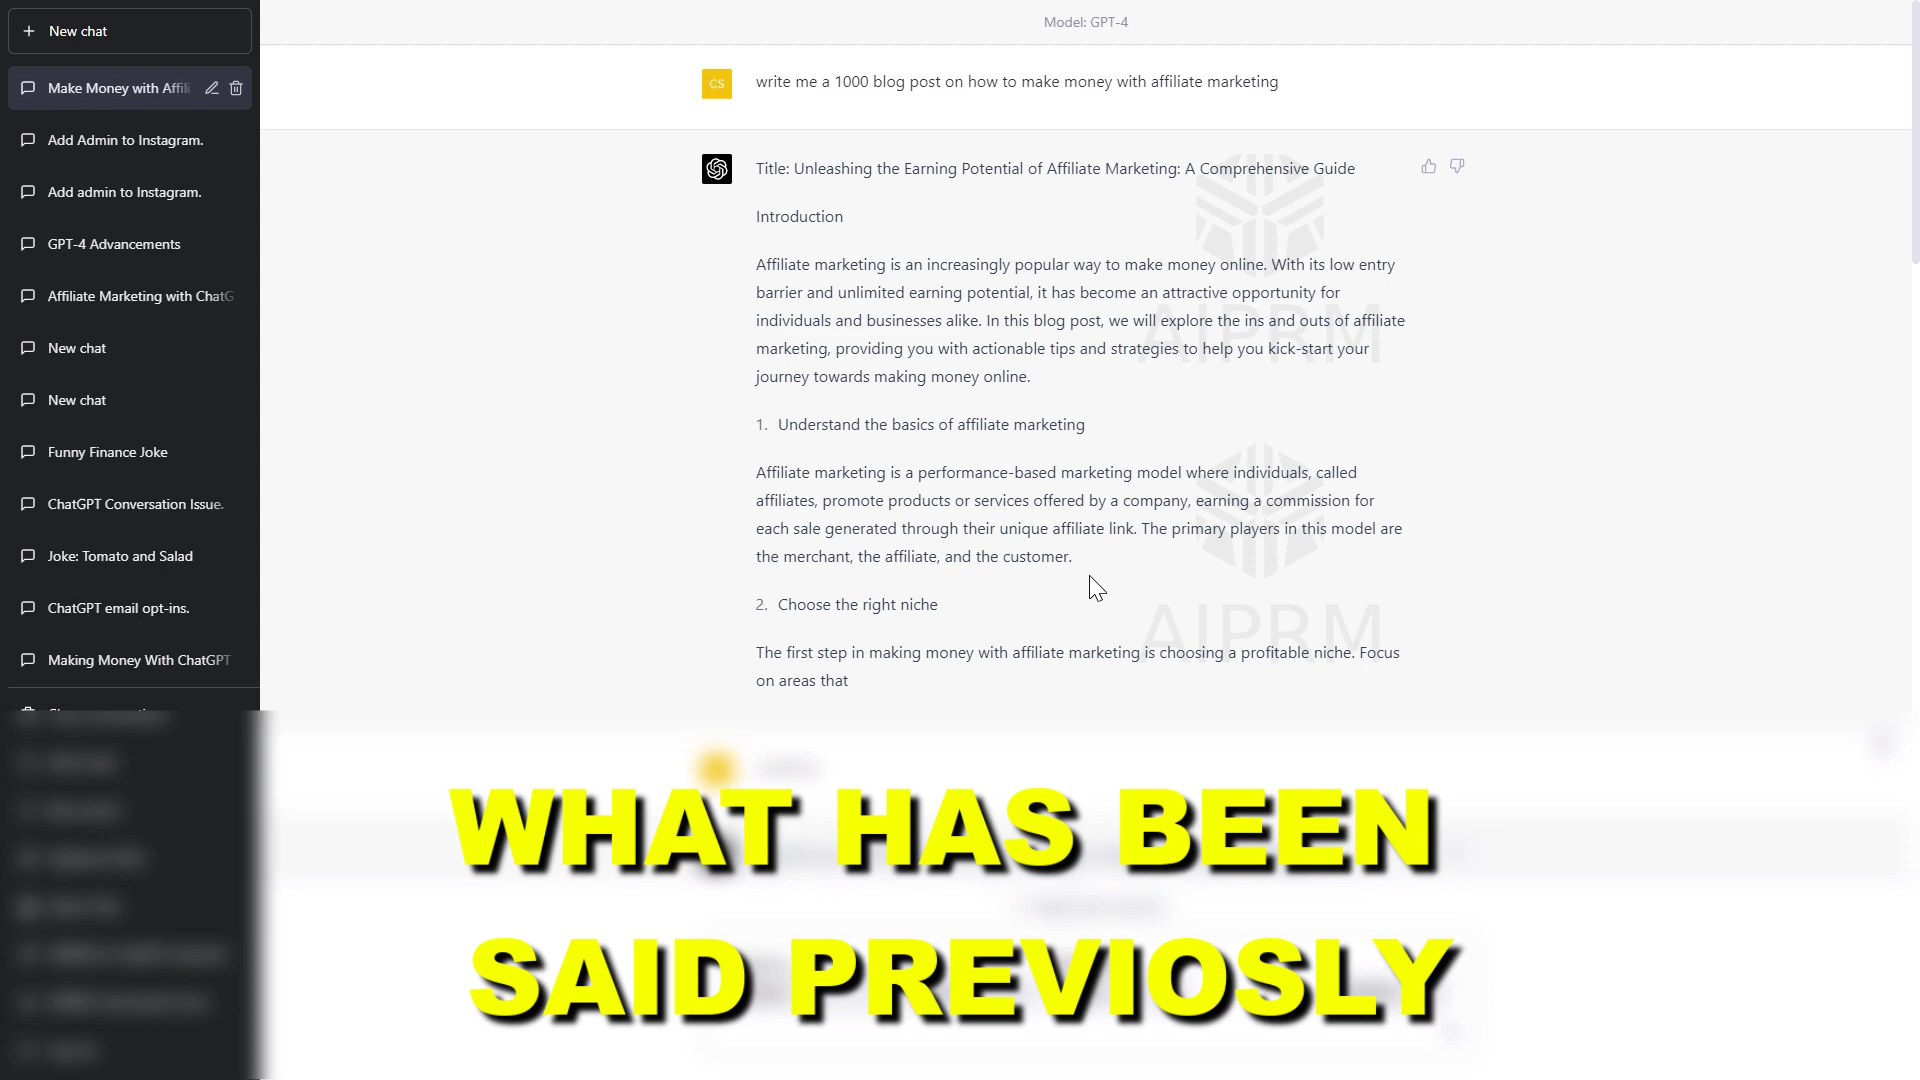 New chat
Make Money with Affili
Add Admin to Instagram.
Add admin to Instagram.
GPT-4 Advancements
Affiliate Marketing with ChatG
New chat
New chat
Funny Finance Joke
ChatGPT Conversation Issue.
Joke: Tomato and Salad
ChatGPT email opt-ins.
Making Money With ChatGPT
Model: GPT-4
CS
write me a 1000 blog post on how to make money with affiliate marketing
Title: Unleashing the Earning Potential of Affiliate Marketing: A Comprehensive Guide
Introduction
Affiliate marketing is an increasingly popular way to make money online. With its low entry
barrier and unlimited earning potential, it has become an attractive opportunity for
individuals and businesses alike. In this blog post, we will explore the ins and outs of affiliate
marketing, providing you with actionable tips and strategies to help you kick-start your
journey towards making money online.
1. Understand the basics of affiliate marketing
Affiliate marketing is a performance-based marketing model where individuals, called
affiliates, promote products or services offered by a company, earning a commission for
each sale generated through their unique affiliate link. The primary players in this model are
the merchant, the affiliate, and the customer.
2. Choose the right niche
The first step in making money with affiliate marketing is choosing a profitable niche. Focus
on areas that
AIPRM
AIPRM
WHAT HAS BEEN
SAID PREVIOSLY